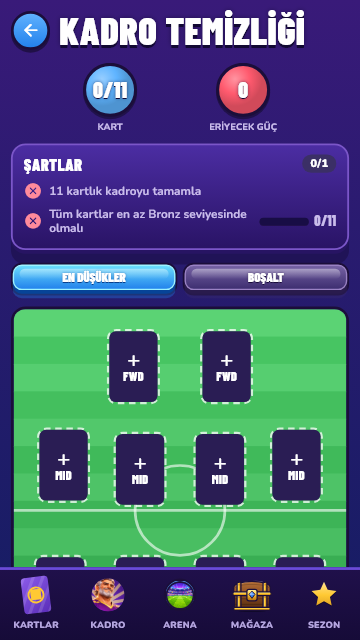 KADRO TEMİZLİĞİ
0/11
0
KART
ERİYECEK GÜÇ
ŞARTLAR
0/1
11 kartlık kadroyu tamamla
Tüm kartlar en az Bronz seviyesinde
olmalı
0/11
EN DÜŞÜKLER
BOŞALT
+
FWD
+
FWD
+
MID
+
MID
+
MID
+
MID
KARTLAR
KADRO
ARENA
MAĞAZA
SEZON